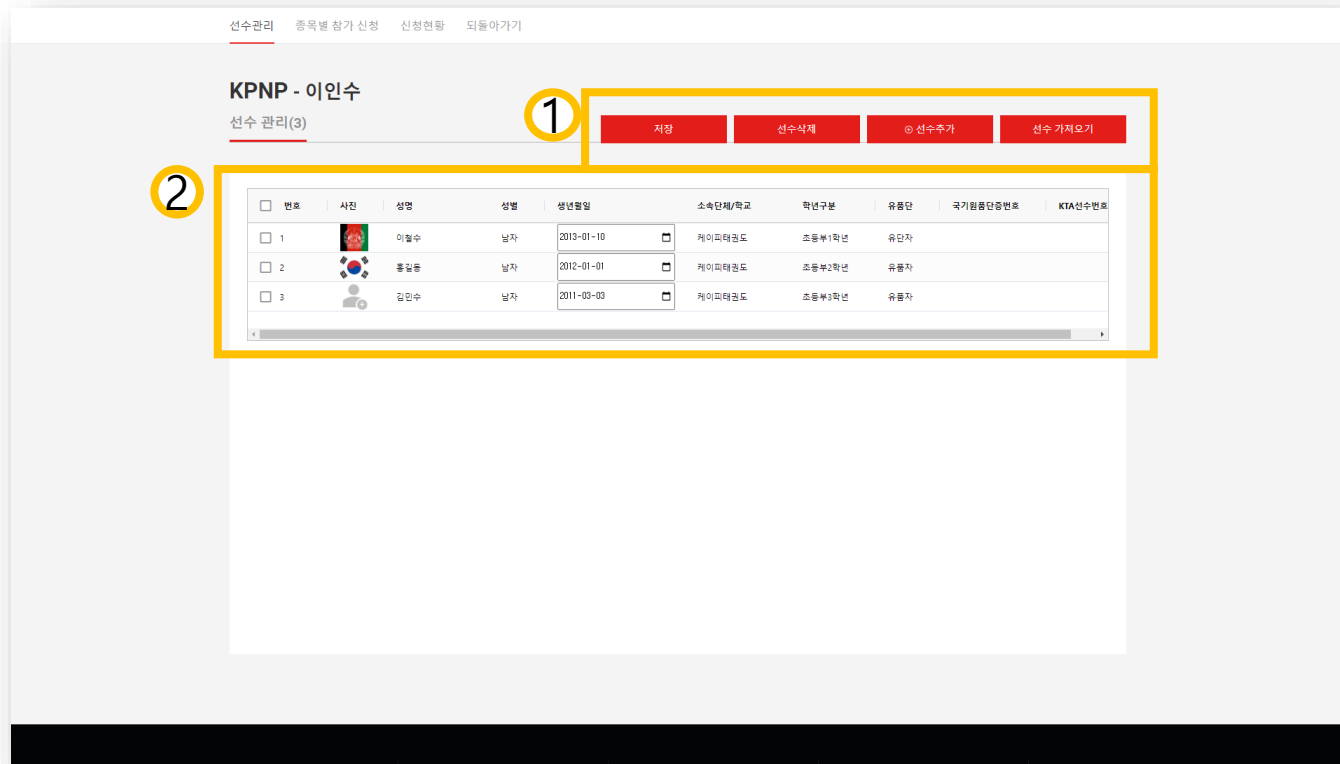 선수관리 종목별 참가 신청 신청현황 되돌아가기
KPNP - 이인수
선수 관리(3)
1
저장 선수삭제 ⊕ 선수추가 선수 가져오기
2
번호 사진 성명 성별 생년월일 소속단체/학교 학년구분 유품단 국기원품단증번호 KTA선수번호
1 이철수 남자 2013-01-10 케이피태권도 초등부1학년 유단자
2 홍길동 남자 2012-01-01 케이피태권도 초등부2학년 유품자
3 김민수 남자 2011-03-03 케이피태권도 초등부3학년 유품자